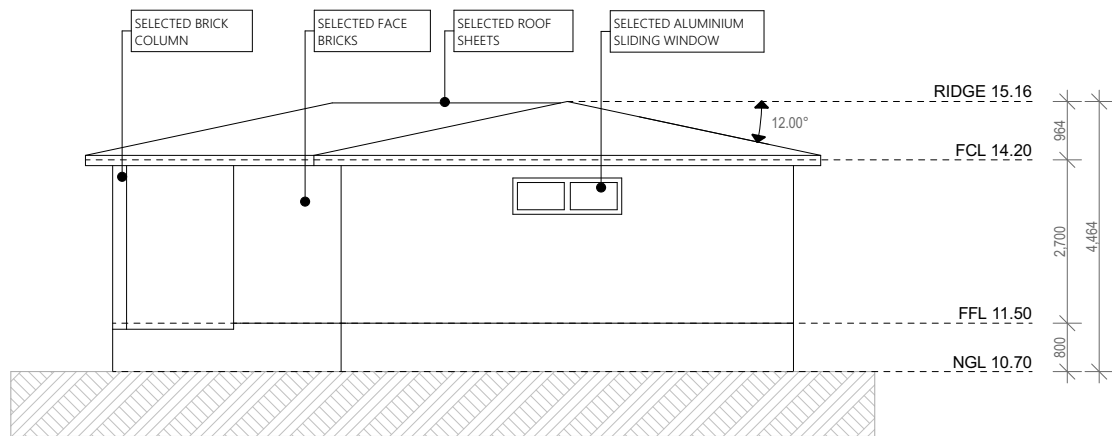 SELECTED BRICK
COLUMN
SELECTED FACE
BRICKS
SELECTED ROOF
SHEETS
SELECTED ALUMINIUM
SLIDING WINDOW
RIDGE 15.16
12.00°
964
FCL 14.20
2,700
4,464
FFL 11.50
800
NGL 10.70